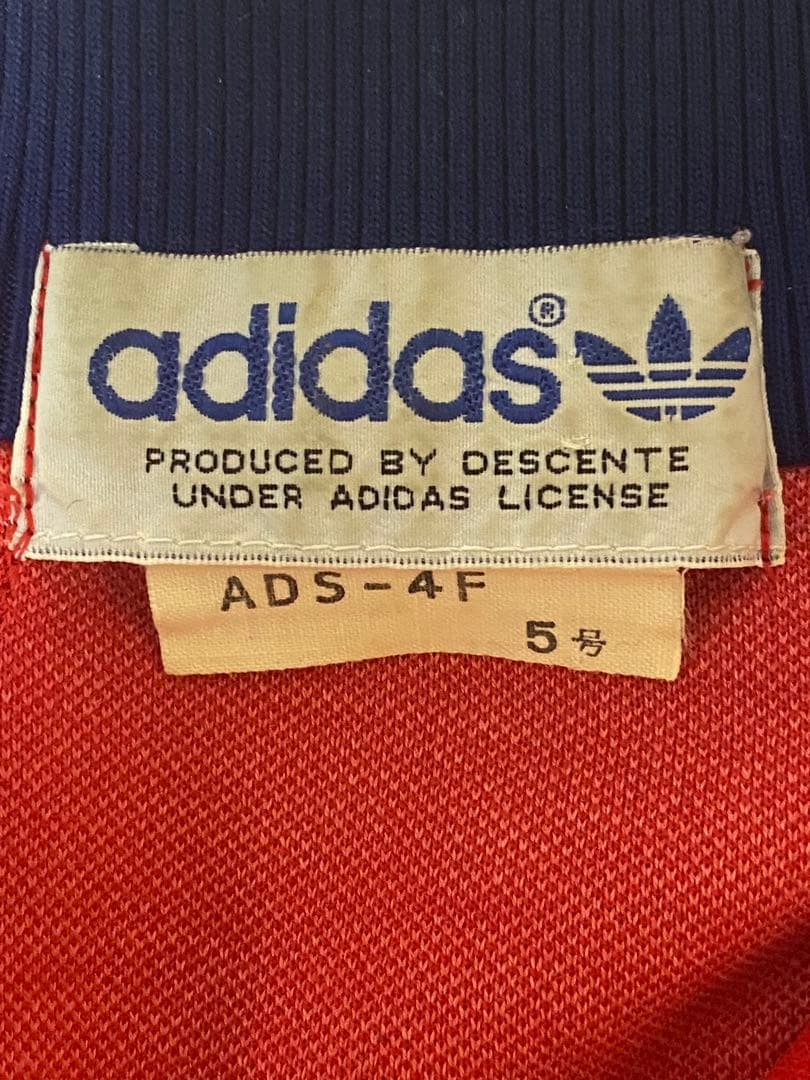 adidas®
PRODUCED BY DESCENTE
UNDER ADIDAS LICENSE
ADS-4F
5号